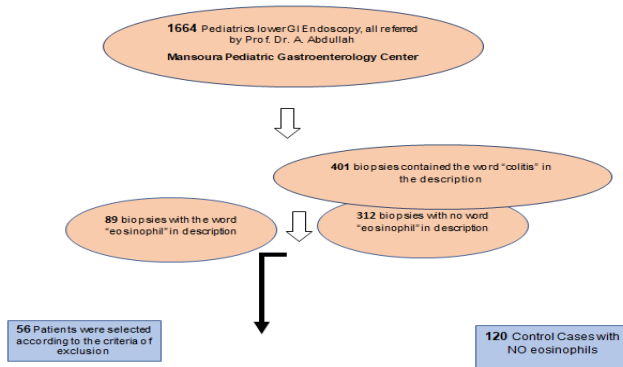 1664 Pediatrics lower GI Endoscopy, all referred
by Prof. Dr. A. Abdullah
Mansoura Pediatric Gastroenterology Center
401 biopsies contained the word “colitis” in
the description
89 biopsies with the word
“eosinophil” in description
312 biopsies with no word
“eosinophil” in description
56 Patients were selected
according to the criteria of
exclusion
120 Control Cases with
NO eosinophils